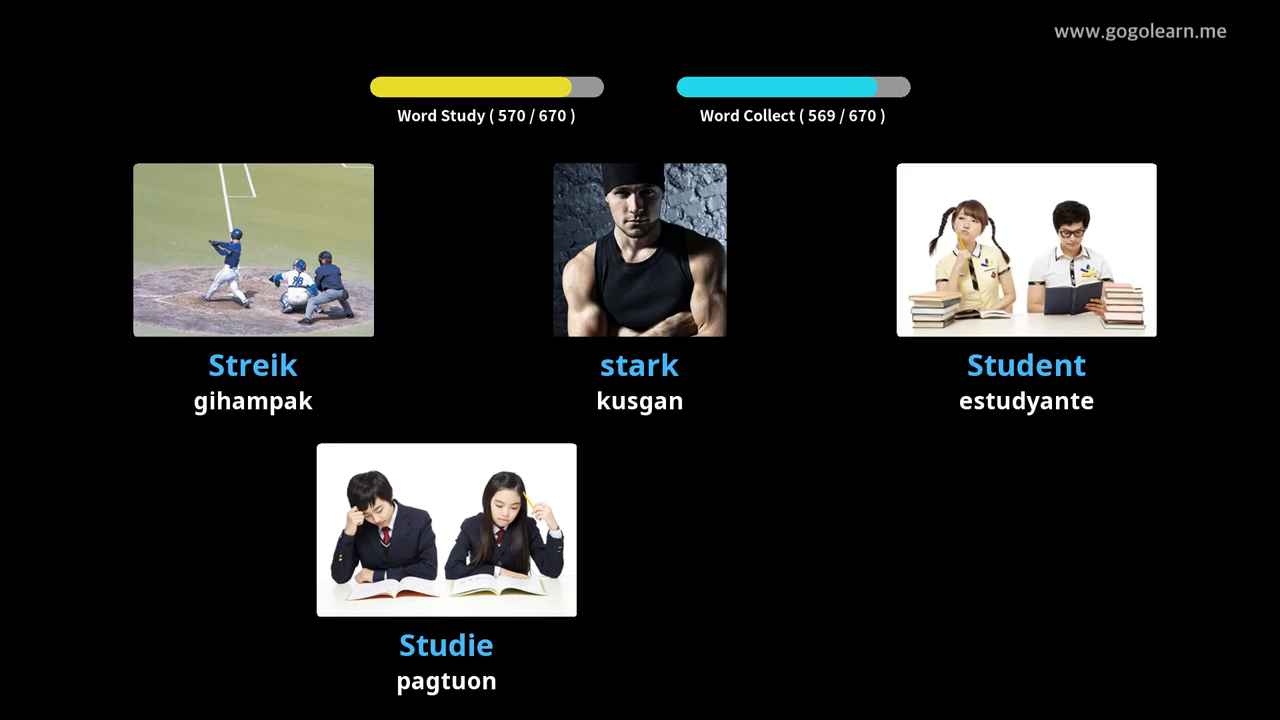 www.gogolearn.me
Word Study ( 570 / 670 )
Word Collect ( 569 / 670 )
Streik
gihampak
stark
kusgan
Student
estudyante
Studie
pagtuon